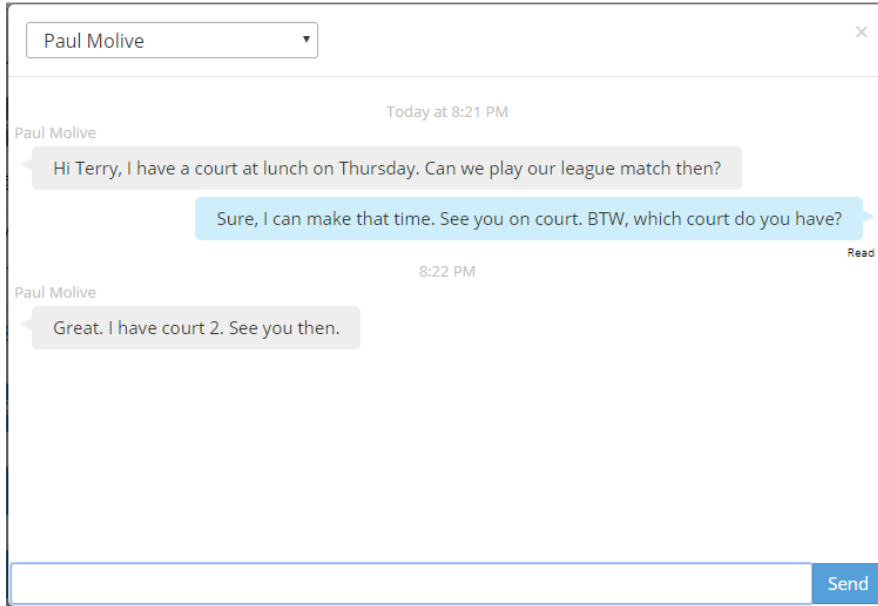 Paul Molive
Today at 8:21 PM
Paul Molive
Hi Terry, I have a court at lunch on Thursday. Can we play our league match then?
Sure, I can make that time. See you on court. BTW, which court do you have?
Read
8:22 PM
Paul Molive
Great. I have court 2. See you then.
Send